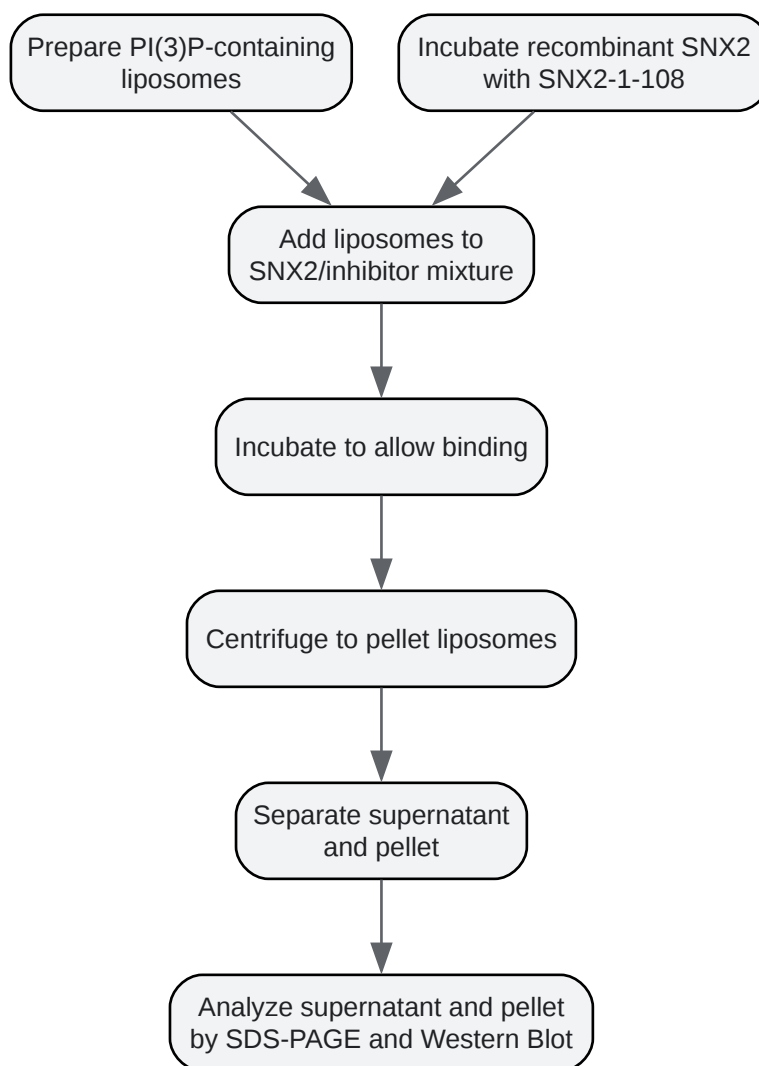 Prepare PI(3)P-containing
liposomes
Incubate recombinant SNX2
with SNX2-1-108
Add liposomes to
SNX2/inhibitor mixture
Incubate to allow binding
Centrifuge to pellet liposomes
Separate supernatant
and pellet
Analyze supernatant and pellet
by SDS-PAGE and Western Blot